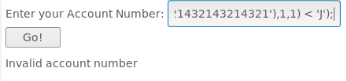 Enter your Account Number: '1432143214321'),1,1) < 'J');
Go!
Invalid account number